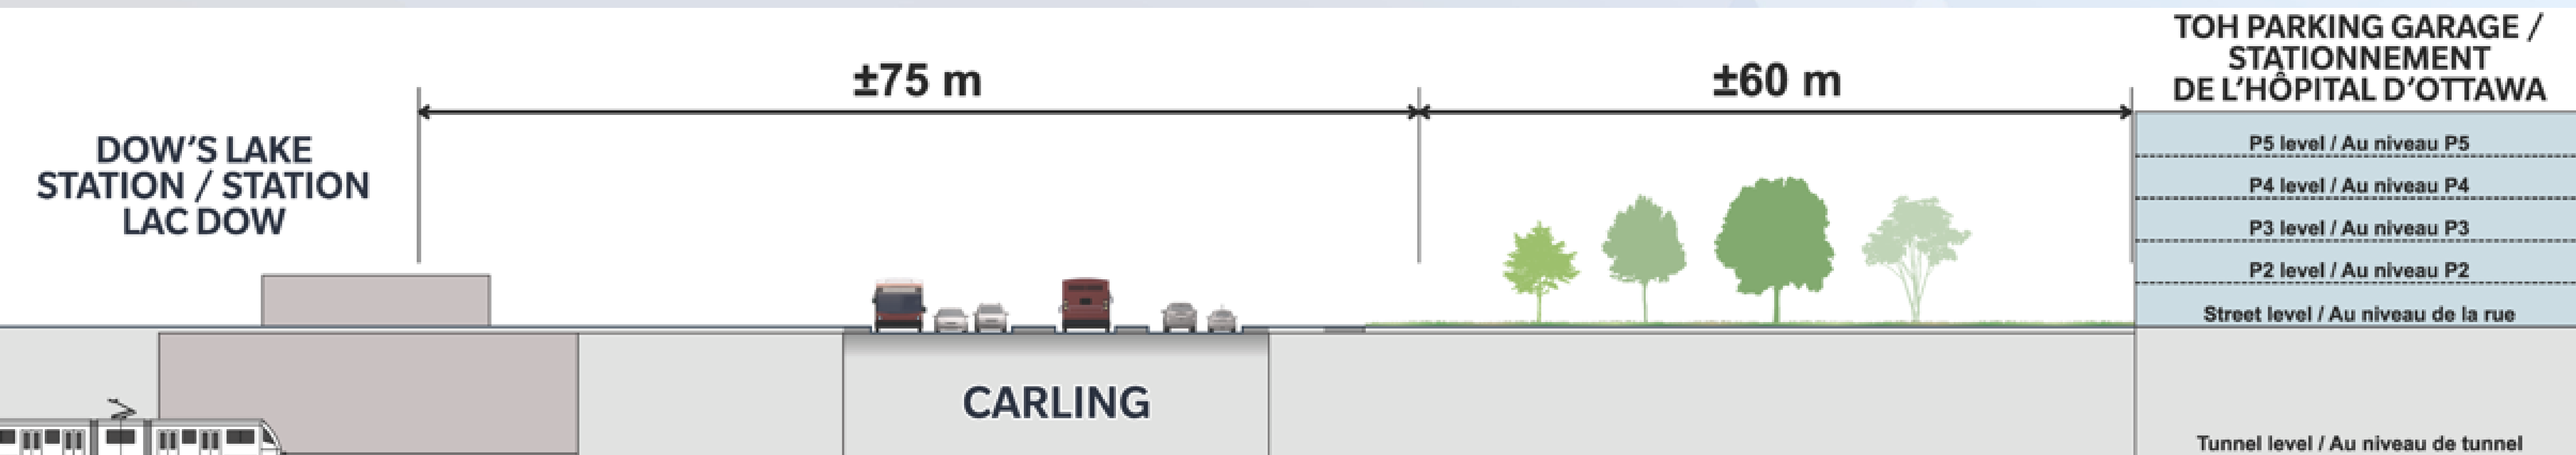 TOH PARKING GARAGE /
STATIONNEMENT
DE L'HÔPITAL D'OTTAWA
±75 m
±60 m
DOW'S LAKE
STATION / STATION
LAC DOW
P5 level / Au niveau P5
P4 level / Au niveau P4
P3 level / Au niveau P3
P2 level / Au niveau P2
Street level / Au niveau de la rue
CARLING
Tunnel level / Au niveau de tunnel